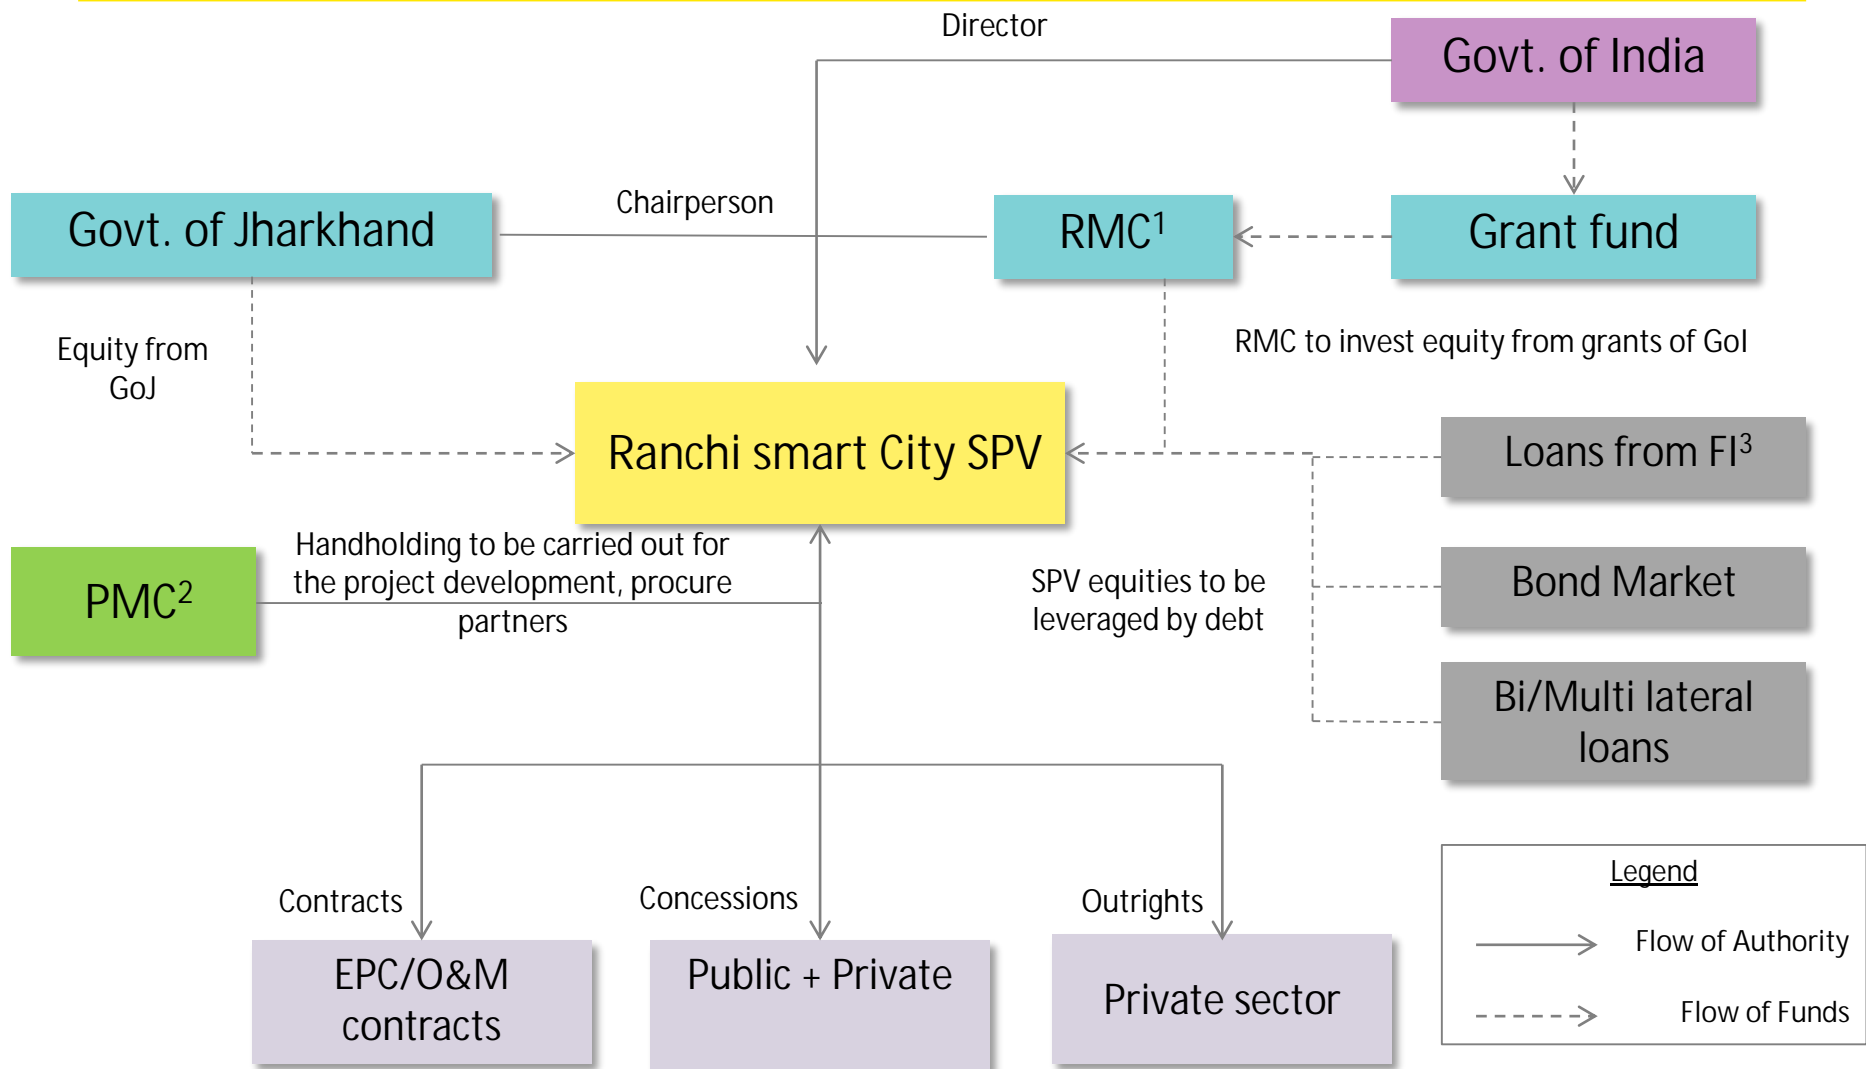 Director
Govt. of India
Govt. of Jharkhand
Chairperson
RMC¹
Grant fund
Equity from
GoJ
RMC to invest equity from grants of GoI
Ranchi smart City SPV
Loans from FI³
PMC²
Handholding to be carried out for
the project development, procure
partners
SPV equities to be
leveraged by debt
Bond Market
Bi/Multi lateral
loans
Contracts
Concessions
Outrights
EPC/O&M
contracts
Public + Private
Private sector
Legend
Flow of Authority
Flow of Funds